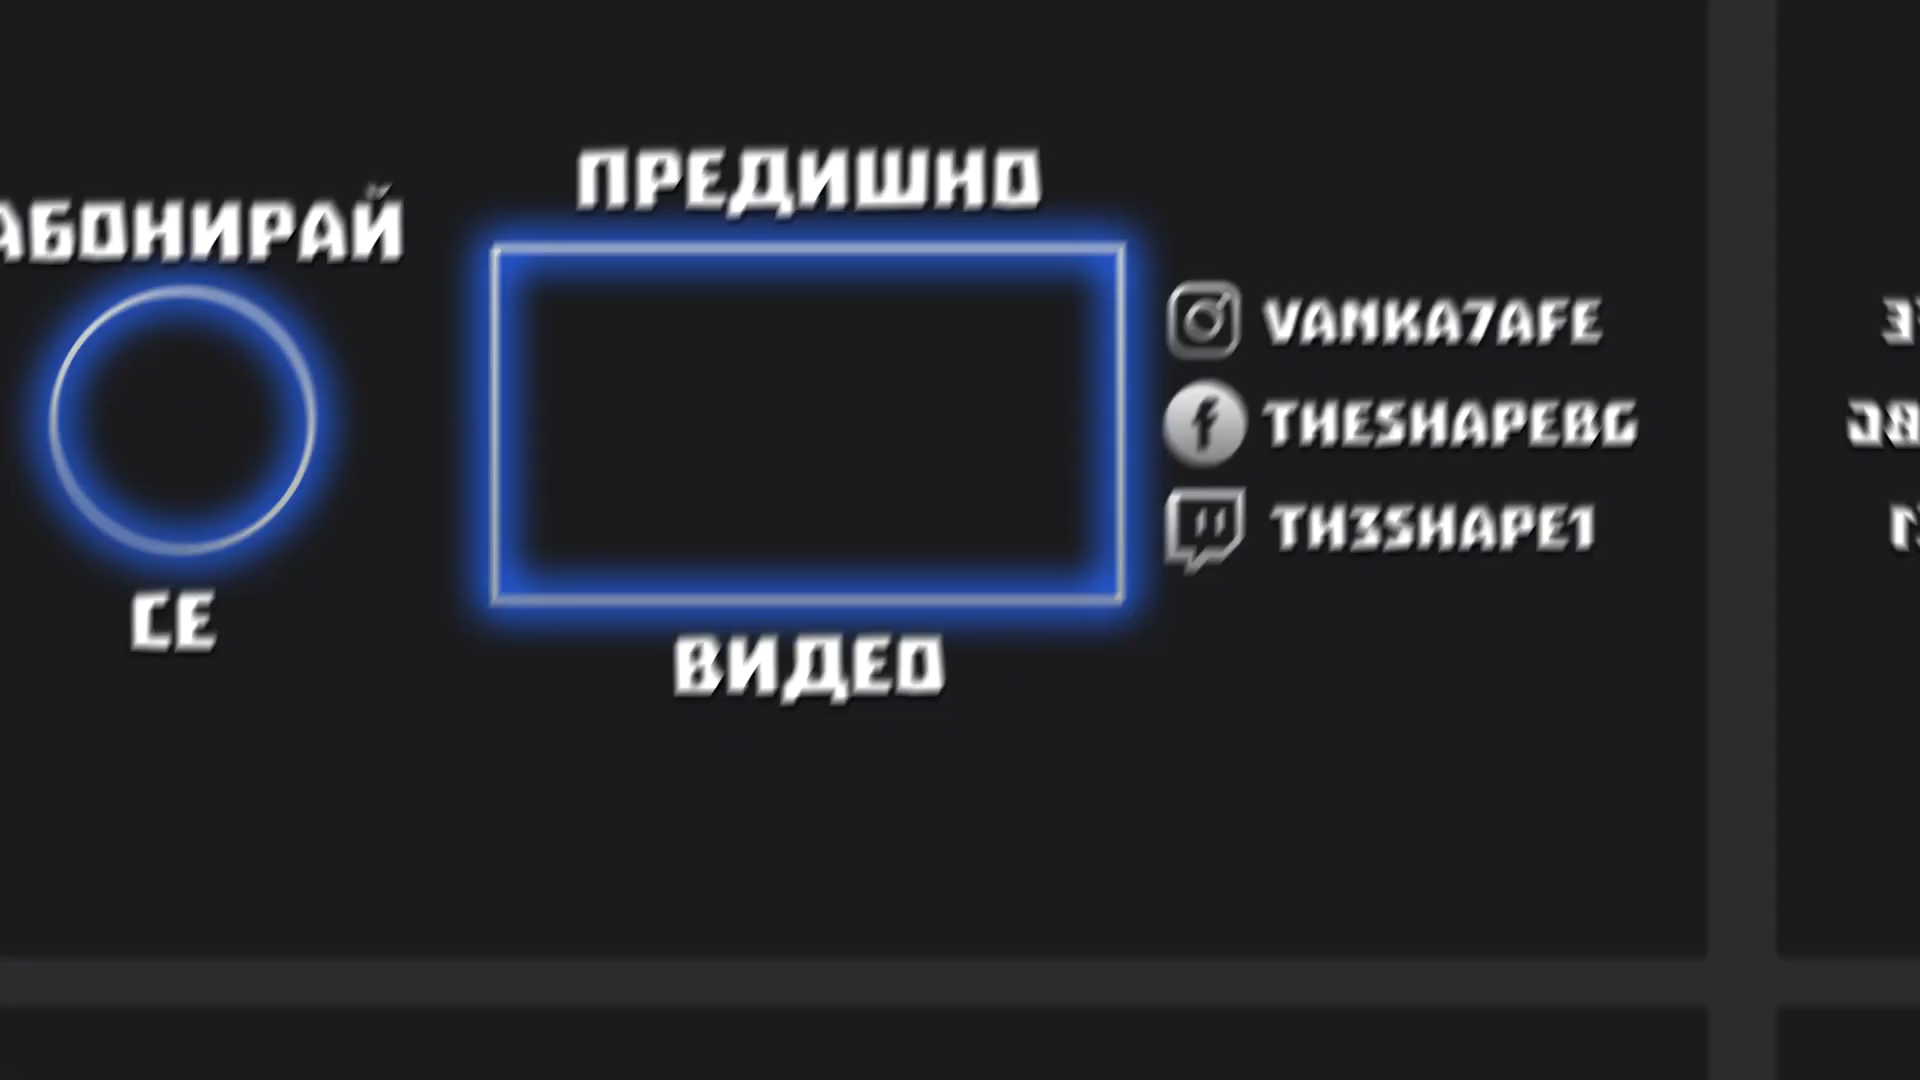 АБОНИРАЙ
СЕ
ПРЕДИШНО
ВИДЕО
VANKA7AFE
THESHAPEBG
TH3SHAPE1